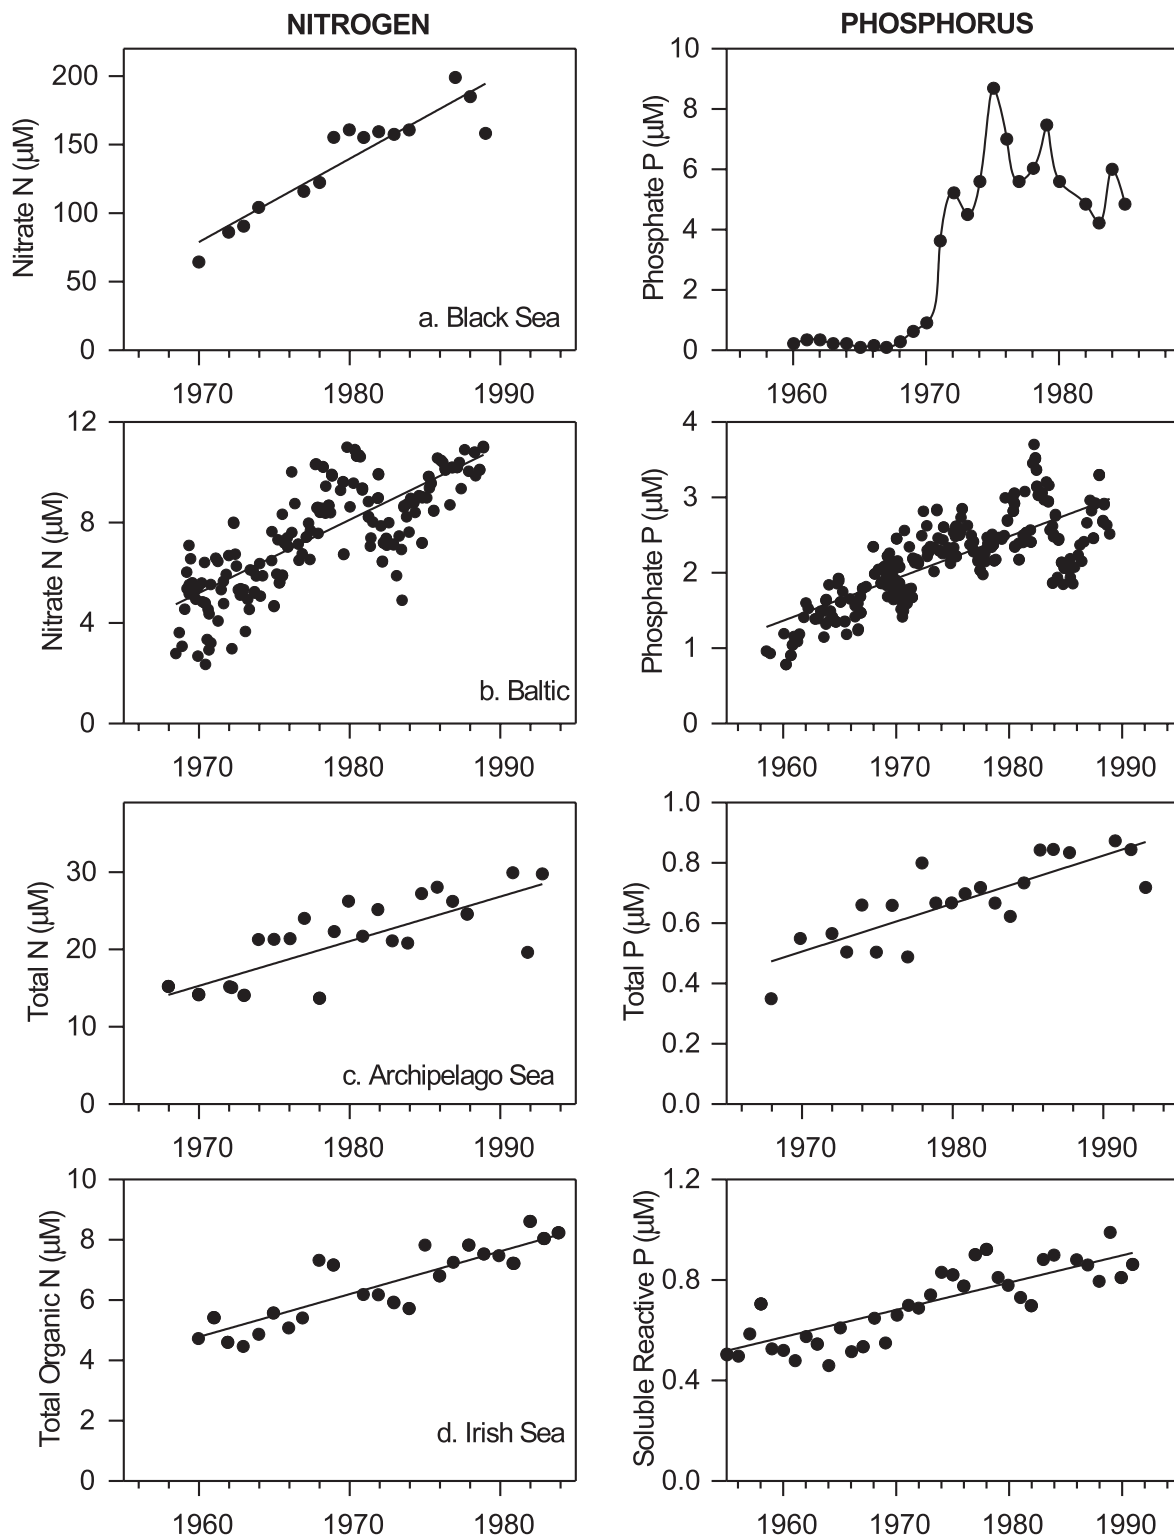 NITROGEN PHOSPHORUS
Nitrate N (µM)
200
150
100
50
0
a. Black Sea
1970 1980 1990
Phosphate P (µM)
10
8
6
4
2
0
1960 1970 1980
Nitrate N (µM)
12
8
4
0
b. Baltic
1970 1980 1990
Phosphate P (µM)
4
3
2
1
0
1960 1970 1980 1990
Total N (µM)
30
20
10
0
c. Archipelago Sea
1970 1980 1990
Total P (µM)
1.0
0.8
0.6
0.4
0.2
0.0
1970 1980 1990
Total Organic N (µM)
10
8
6
4
2
0
d. Irish Sea
1960 1970 1980
Soluble Reactive P (µM)
1.2
0.8
0.4
0.0
1960 1970 1980 1990